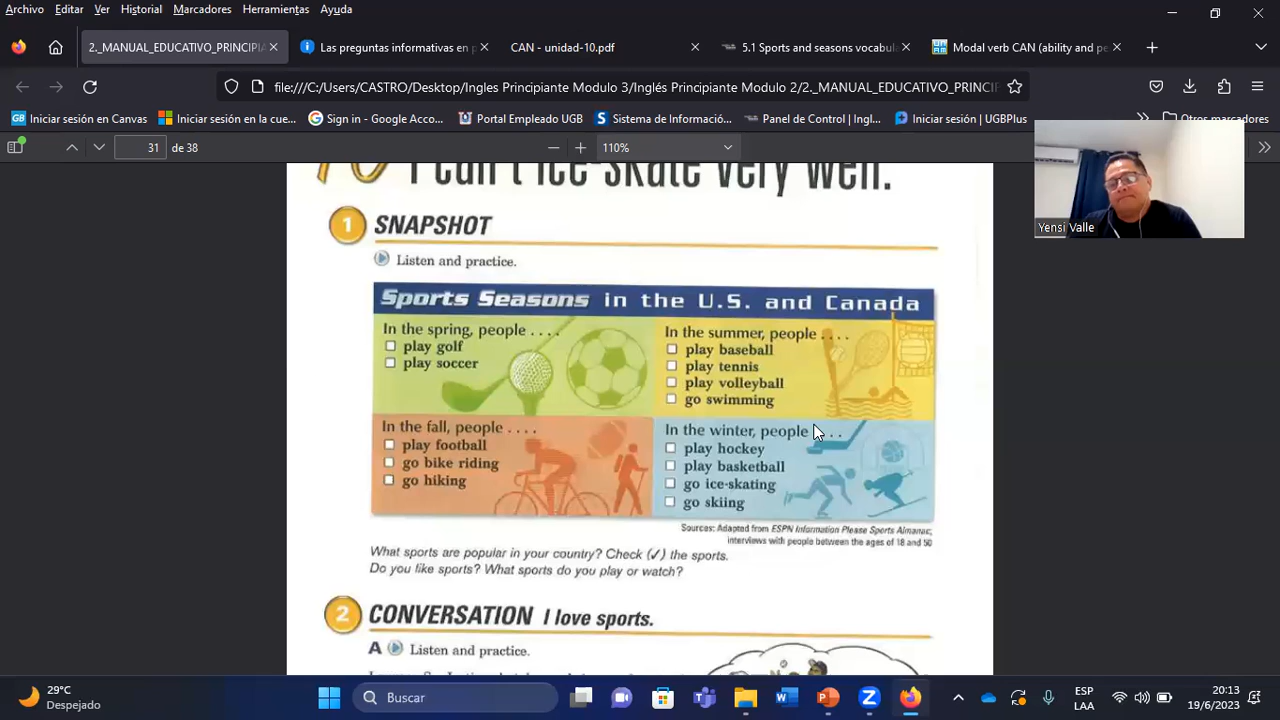 Archivo Editar Ver Historial Marcadores Herramientas Ayuda
2._MANUAL_EDUCATIVO_PRINCIPIA
Las preguntas informativas en p
CAN - unidad-10.pdf
5.1 Sports and seasons vocabula
Modal verb CAN (ability and pe
file:///C:/Users/CASTRO/Desktop/Ingles Principiante Modulo 3/Inglés Principiante Modulo 2/2._MANUAL_EDUCATIVO_PRINCI
Iniciar sesión en Canvas
Iniciar sesión en la cue...
Sign in - Google Acco...
Portal Empleado UGB
Sistema de Informació...
Panel de Control | Ingl...
Iniciar sesión | UGBPlus
Otros marcadores
31 de 38
110%
Yensi Valle
10 I can't ice-skate very well.
1 SNAPSHOT
Listen and practice.
Sports Seasons in the U.S. and Canada
In the spring, people . . . .
play golf
play soccer
In the summer, people . . . .
play baseball
play tennis
play volleyball
go swimming
In the fall, people . . . .
play football
go bike riding
go hiking
In the winter, people . . . .
play hockey
play basketball
go ice-skating
go skiing
Sources: Adapted from ESPN Information Please Sports Almanac;
interviews with people between the ages of 18 and 50
What sports are popular in your country? Check (✓) the sports.
Do you like sports? What sports do you play or watch?
2 CONVERSATION I love sports.
A Listen and practice.
29°C
Despejado
Buscar
ESP
LAA
20:13
19/6/2023